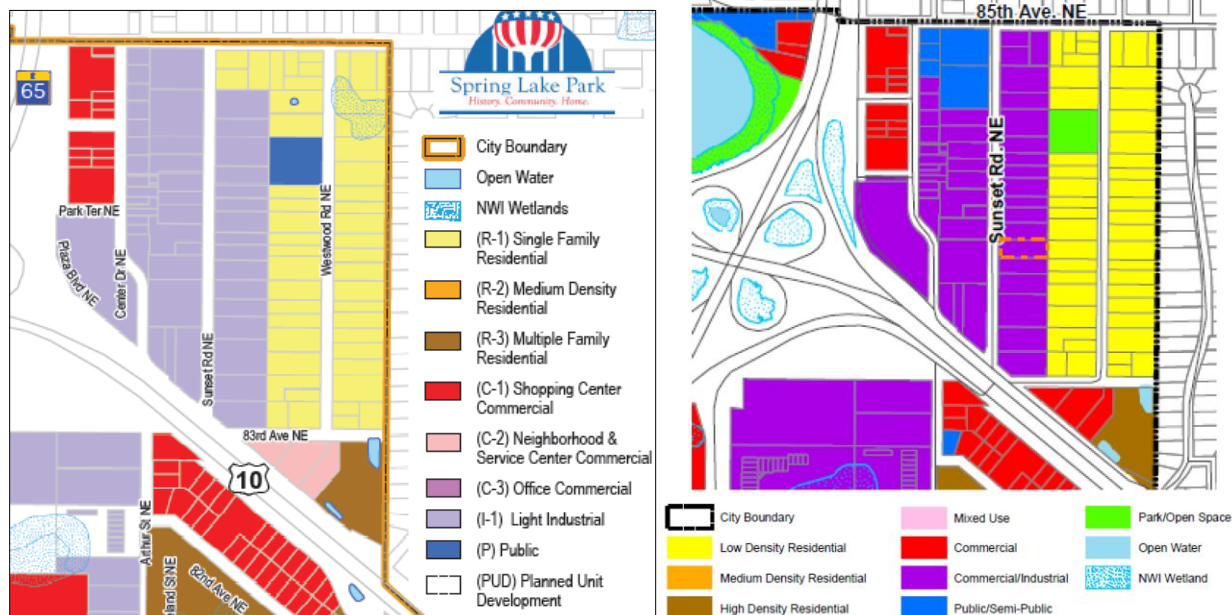 E
65
Spring Lake Park
History. Community. Home.
City Boundary
Open Water
NWI Wetlands
(R-1) Single Family
Residential
(R-2) Medium Density
Residential
(R-3) Multiple Family
Residential
(C-1) Shopping Center
Commercial
(C-2) Neighborhood &
Service Center Commercial
(C-3) Office Commercial
(I-1) Light Industrial
(P) Public
(PUD) Planned Unit
Development
Park Ter NE
Plaza Blvd NE
Center Dr NE
Sunset Rd NE
Westwood Rd NE
83rd Ave NE
10
Arthur St NE
82nd Ave NE
85th Ave. NE
Sunset Rd. NE
City Boundary
Low Density Residential
Medium Density Residential
High Density Residential
Mixed Use
Commercial
Commercial/Industrial
Public/Semi-Public
Park/Open Space
Open Water
NWI Wetland